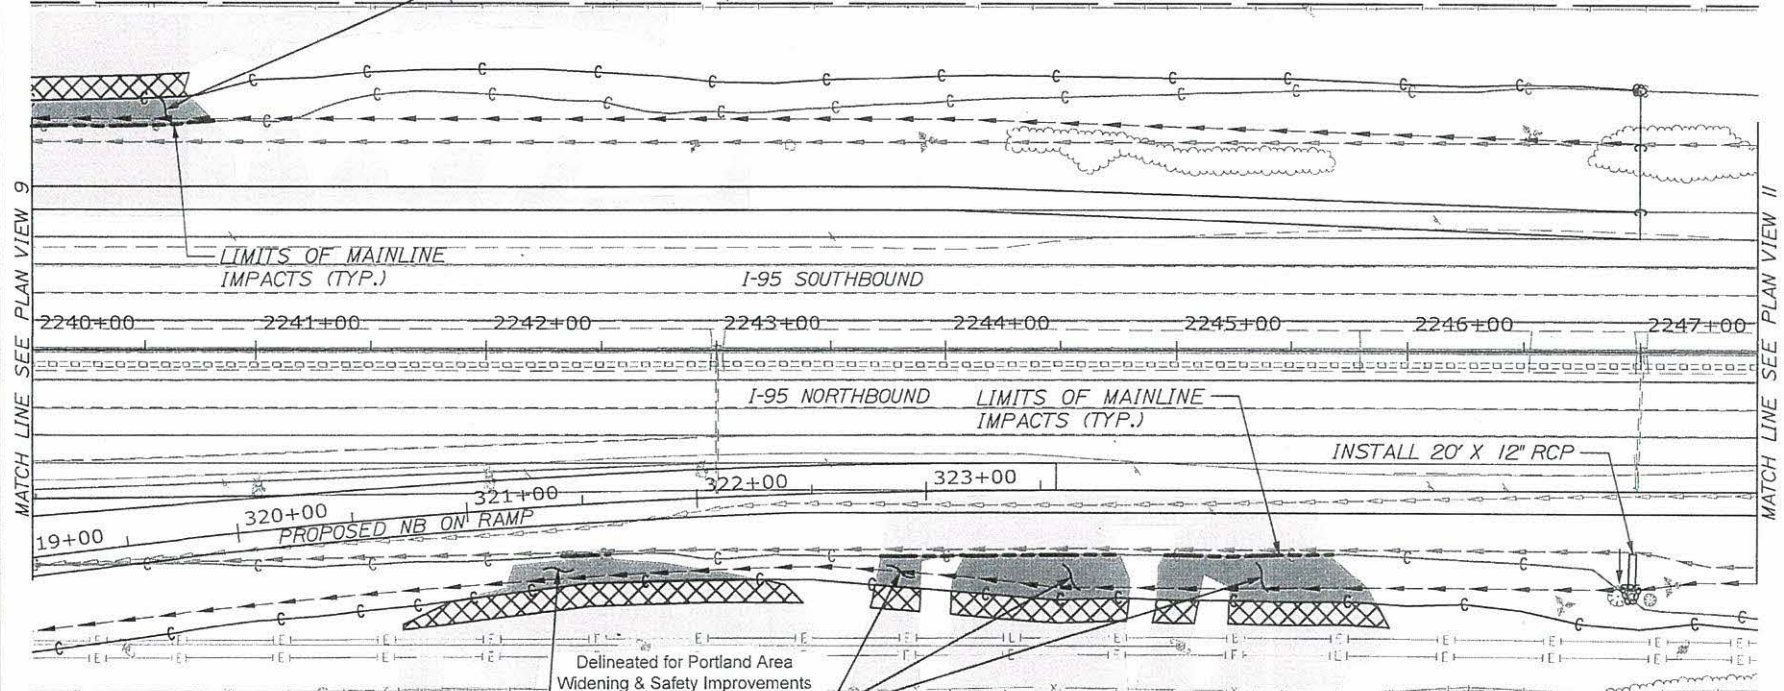 MATCH LINE SEE PLAN VIEW 9
LIMITS OF MAINLINE
IMPACTS (TYP.)
I-95 SOUTHBOUND
2240+00
2241+00
2242+00
2243+00
2244+00
2245+00
2246+00
2247+00
MATCH LINE SEE PLAN VIEW 11
I-95 NORTHBOUND
LIMITS OF MAINLINE
IMPACTS (TYP.)
INSTALL 20' X 12" RCP
19+00
320+00
321+00
322+00
323+00
PROPOSED NB ON RAMP
Delineated for Portland Area
Widening & Safety Improvements